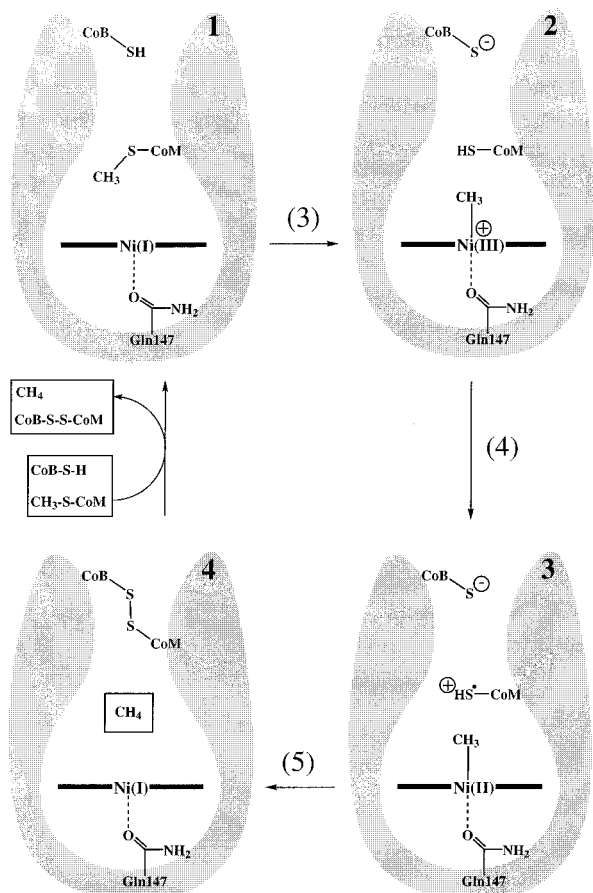 1
CoB
SH
S—CoM
CH₃
Ni(I)
O
NH₂
Gln147
(3)
2
CoB
S ⊖
HS—CoM
CH₃
⊕
Ni(III)
O
NH₂
Gln147
CH₄
CoB-S-S-CoM
CoB-S-H
CH₃-S-CoM
(4)
4
CoB
S
S
CoM
CH₄
Ni(I)
O
NH₂
Gln147
(5)
3
CoB
S ⊖
⊕ HS•—CoM
CH₃
Ni(II)
O
NH₂
Gln147